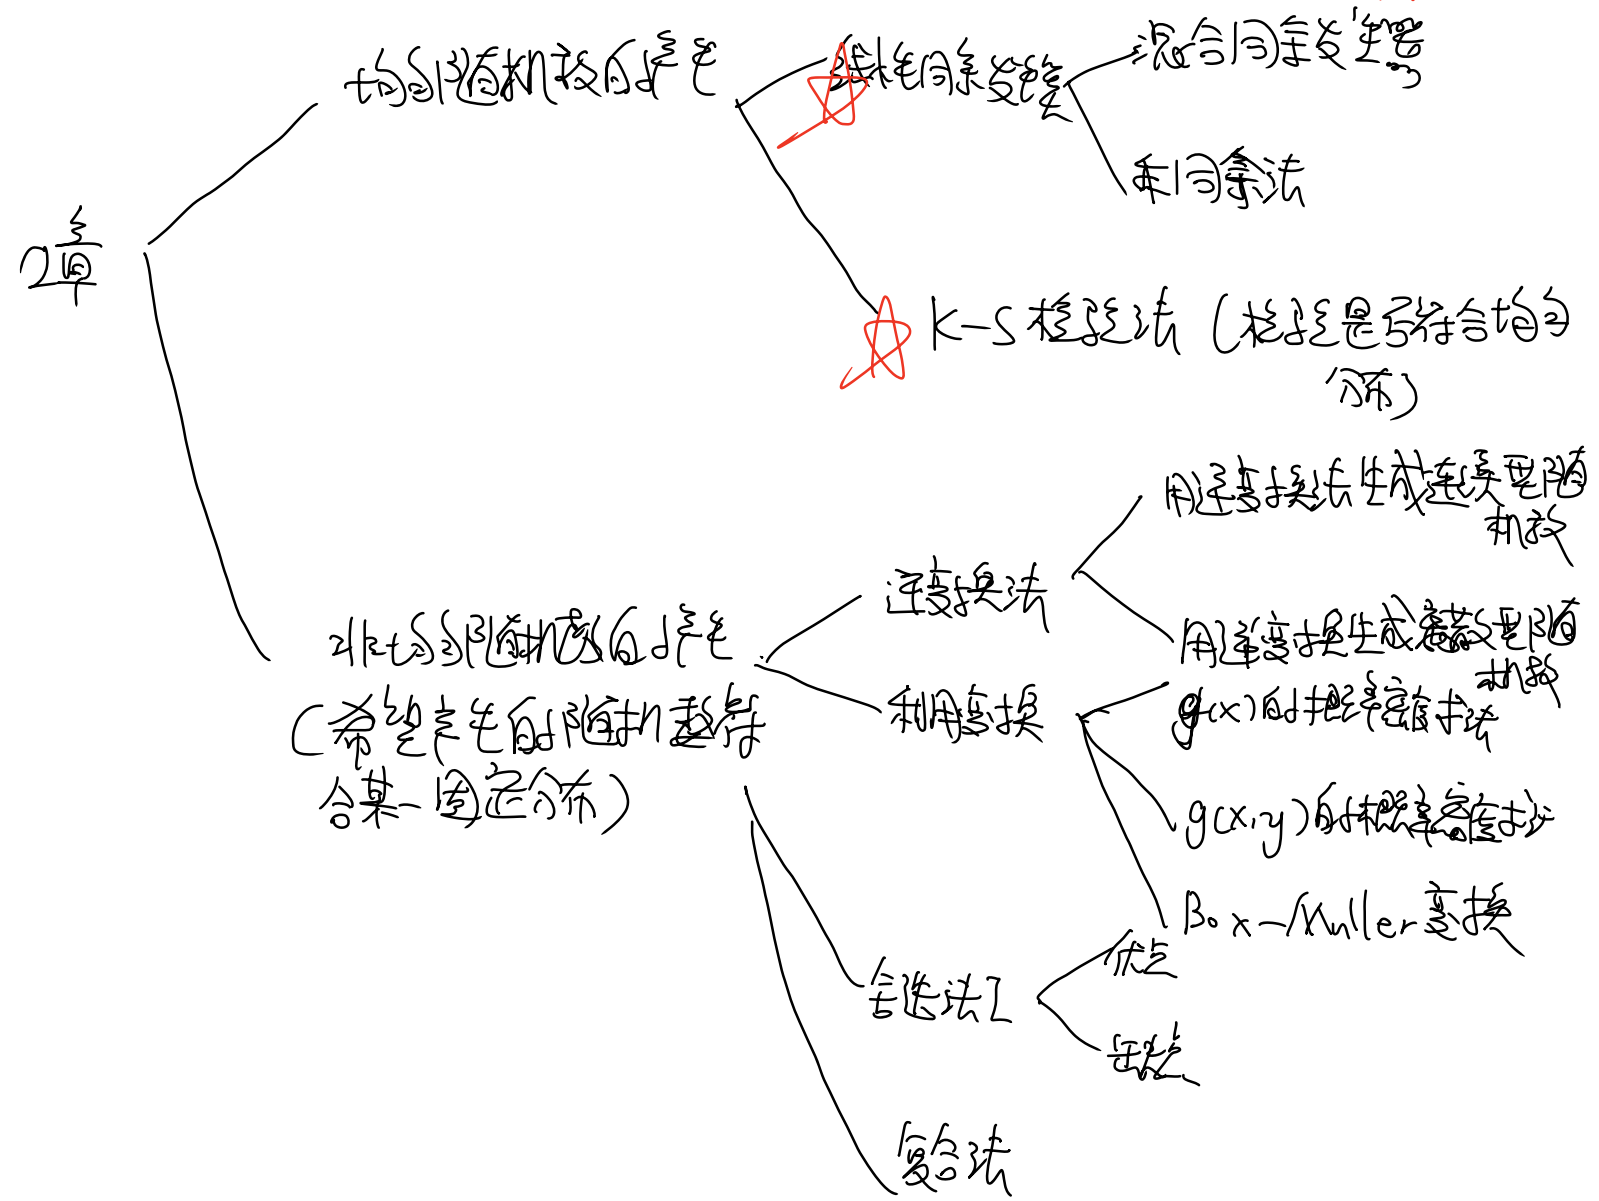 2章
均匀随机数的产生
线性同余发生器
混合同余发生器
乘同余法
K-S检验法（检验是否符合均匀
分布）
非均匀随机数的产生
（希望产生的随机数符
合某一固定分布）
逆变换法
用逆变换法生成连续型随
机数
用逆变换生成离散型随
机数
利用变换
g(x)的概率密度求法
g(x,y)的概率密度求法
Box-Muller变换
舍选法I
优点
缺点
复合法